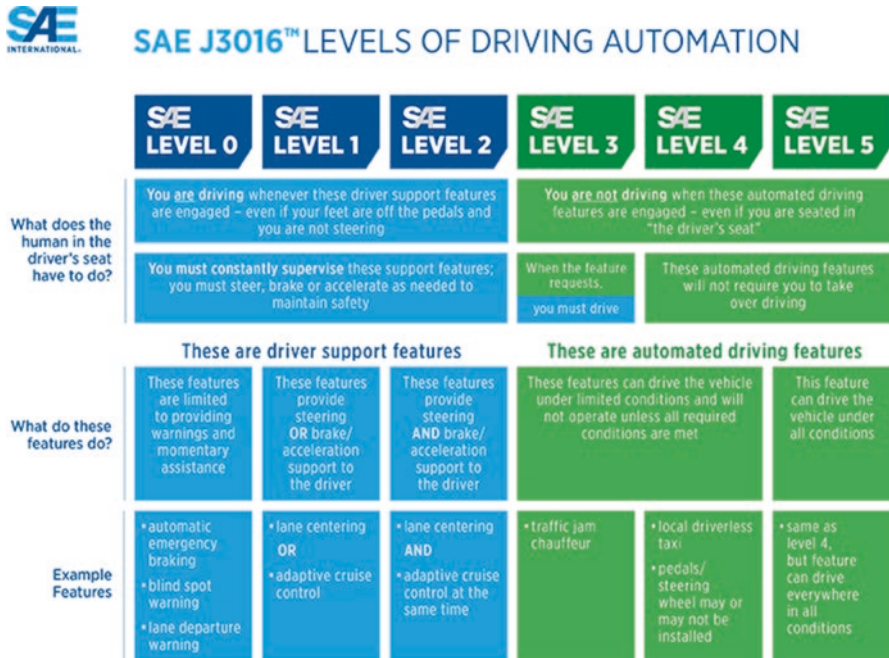 SAE
INTERNATIONAL®
SAE J3016™ LEVELS OF DRIVING AUTOMATION
SAE
LEVEL 0
SAE
LEVEL 1
SAE
LEVEL 2
SAE
LEVEL 3
SAE
LEVEL 4
SAE
LEVEL 5
What does the
human in the
driver's seat
have to do?
You are driving whenever these driver support features
are engaged – even if your feet are off the pedals and
you are not steering
You are not driving when these automated driving
features are engaged – even if you are seated in
"the driver's seat"
You must constantly supervise these support features;
you must steer, brake or accelerate as needed to
maintain safety
When the feature
requests,
you must drive
These automated driving features
will not require you to take
over driving
These are driver support features
These are automated driving features
What do these
features do?
These features
are limited
to providing
warnings and
momentary
assistance
These features
provide
steering
OR brake/
acceleration
support to
the driver
These features
provide
steering
AND brake/
acceleration
support to
the driver
These features can drive the vehicle
under limited conditions and will
not operate unless all required
conditions are met
This feature
can drive the
vehicle under
all conditions
Example
Features
•automatic
emergency
braking
•blind spot
warning
•lane departure
warning
•lane centering
OR
•adaptive cruise
control
•lane centering
AND
•adaptive cruise
control at the
same time
•traffic jam
chauffeur
•local driverless
taxi
•pedals/
steering
wheel may or
may not be
installed
•same as
level 4,
but feature
can drive
everywhere
in all
conditions